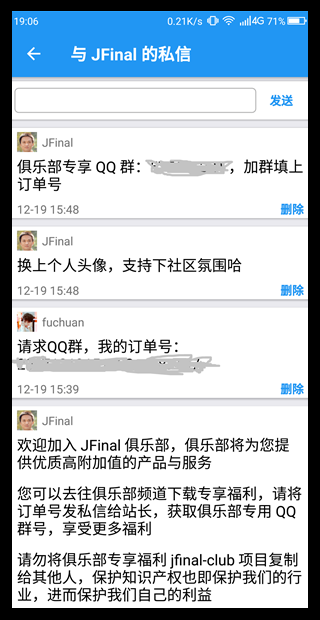 19:06 0.21K/s 4G 71%
与 JFinal 的私信
发送
JFinal
俱乐部专享 QQ 群：，加群填上
订单号
12-19 15:48 删除
JFinal
换上个人头像，支持下社区氛围哈
12-19 15:48 删除
fuchuan
请求QQ群，我的订单号：
12-19 15:39 删除
JFinal
欢迎加入 JFinal 俱乐部，俱乐部将为您提
供优质高附加值的产品与服务
您可以去往俱乐部频道下载专享福利，请将
订单号发私信给站长，获取俱乐部专用 QQ
群号，享受更多福利
请勿将俱乐部专享福利 jfinal-club 项目复制
给其他人，保护知识产权也即保护我们的行
业，进而保护我们自己的利益